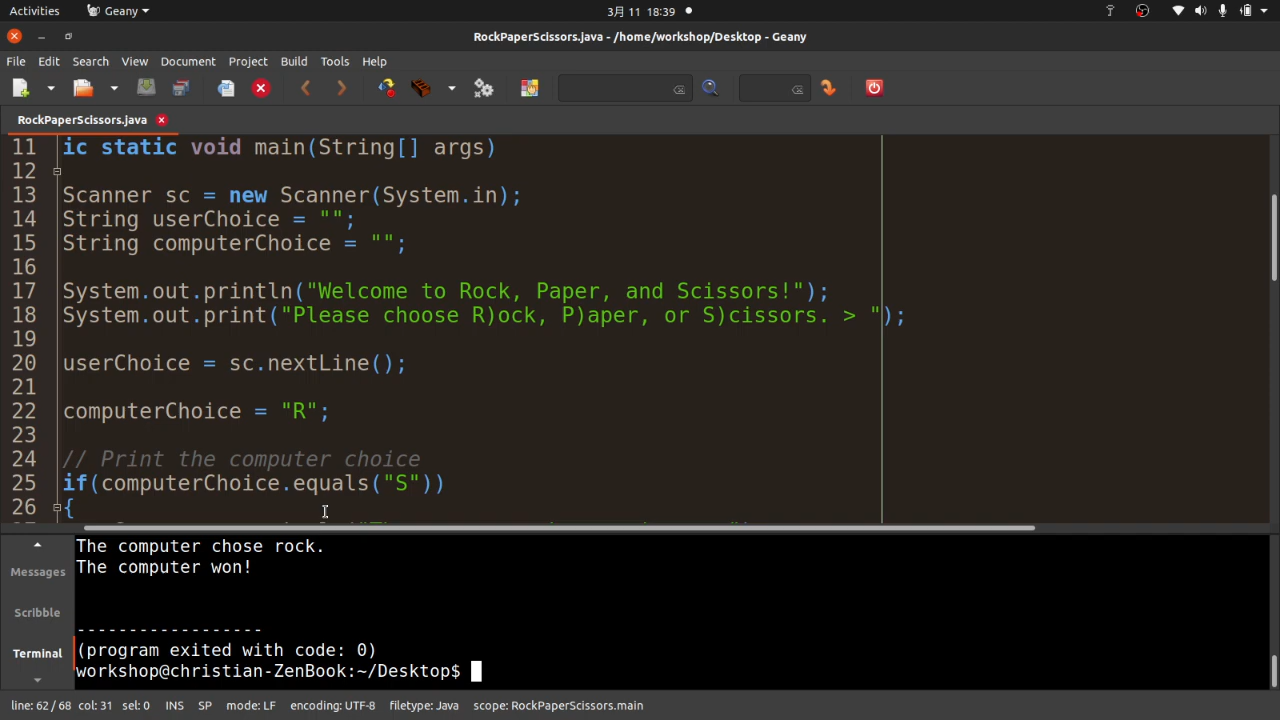 Activities Geany 3月 11 18:39
RockPaperScissors.java - /home/workshop/Desktop - Geany
File Edit Search View Document Project Build Tools Help
RockPaperScissors.java
11 ic static void main(String[] args)
12
13 Scanner sc = new Scanner(System.in);
14 String userChoice = "";
15 String computerChoice = "";
16
17 System.out.println("Welcome to Rock, Paper, and Scissors!");
18 System.out.print("Please choose R)ock, P)aper, or S)cissors. > ");
19
20 userChoice = sc.nextLine();
21
22 computerChoice = "R";
23
24 // Print the computer choice
25 if(computerChoice.equals("S"))
26 {
The computer chose rock.
The computer won!
------------------
(program exited with code: 0)
workshop@christian-ZenBook:~/Desktop$
Messages
Scribble
Terminal
line: 62 / 68 col: 31 sel: 0 INS SP mode: LF encoding: UTF-8 filetype: Java scope: RockPaperScissors.main